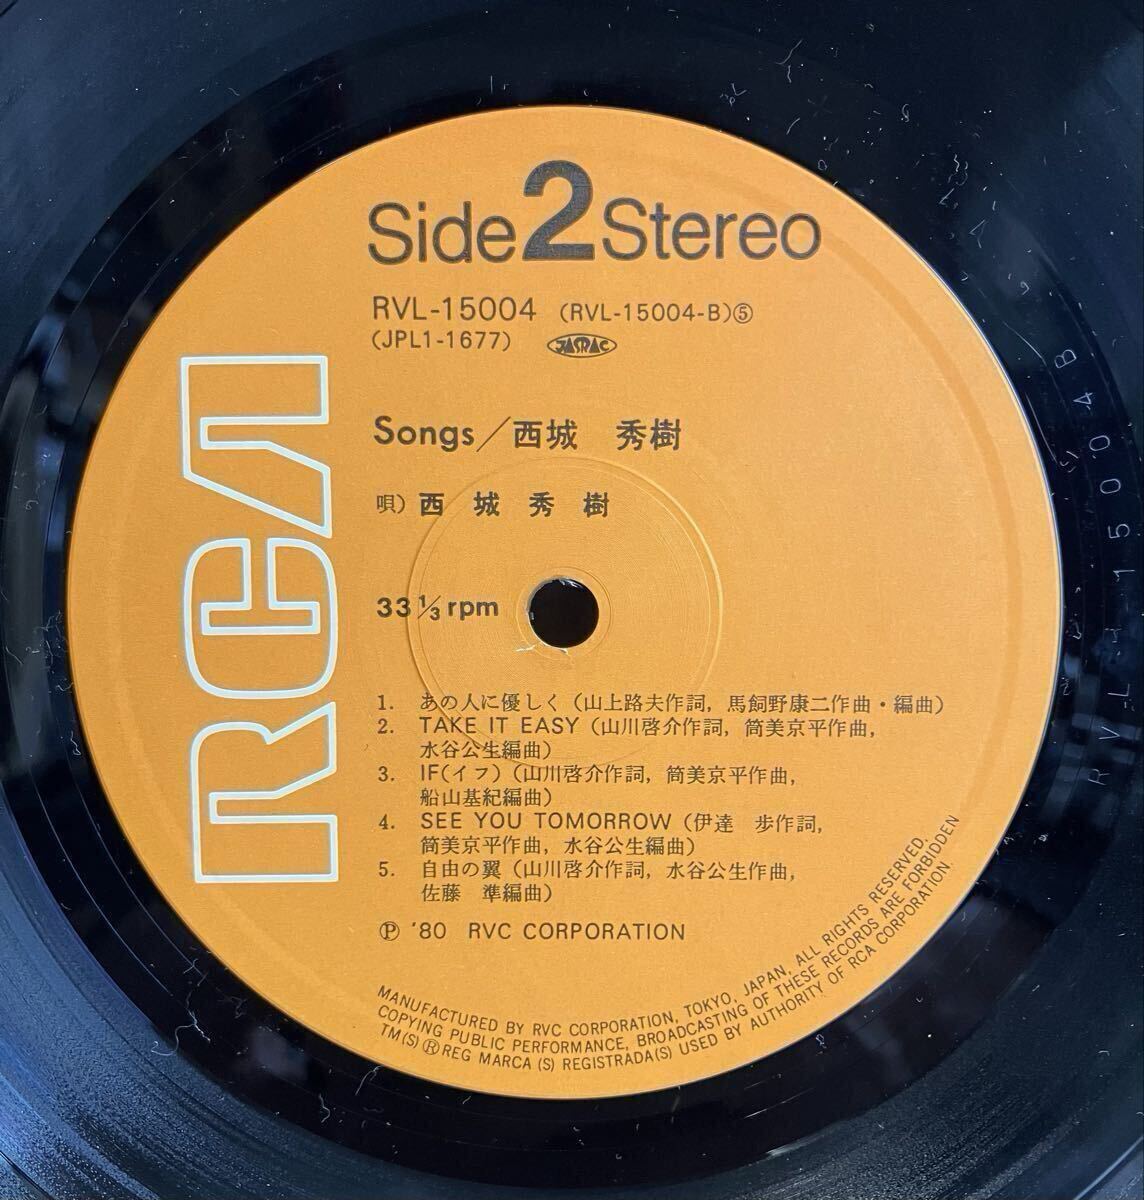 Side 2 Stereo
RVL-15004 (RVL-15004-B)⑤
(JPL1-1677) JASRAC
Songs／西城 秀樹
唄) 西城秀樹
33 1/3 rpm
1. あの人に優しく (山上路夫作詞, 馬飼野康二作曲・編曲)
2. TAKE IT EASY (山川啓介作詞, 筒美京平作曲,
水谷公生編曲)
3. IF(イフ) (山川啓介作詞, 筒美京平作曲,
船山基紀編曲)
4. SEE YOU TOMORROW (伊達 歩作詞,
筒美京平作曲, 水谷公生編曲)
5. 自由の翼 (山川啓介作詞, 水谷公生作曲,
佐藤 準編曲)
Ⓟ '80 RVC CORPORATION
MANUFACTURED BY RVC CORPORATION, TOKYO, JAPAN, ALL RIGHTS RESERVED.
COPYING PUBLIC PERFORMANCE, BROADCASTING OF THESE RECORDS ARE FORBIDDEN
TM(S) ® REG MARCA (S) REGISTRADA(S) USED BY AUTHORITY OF RCA CORPORATION.
RCA
RVL-15004B